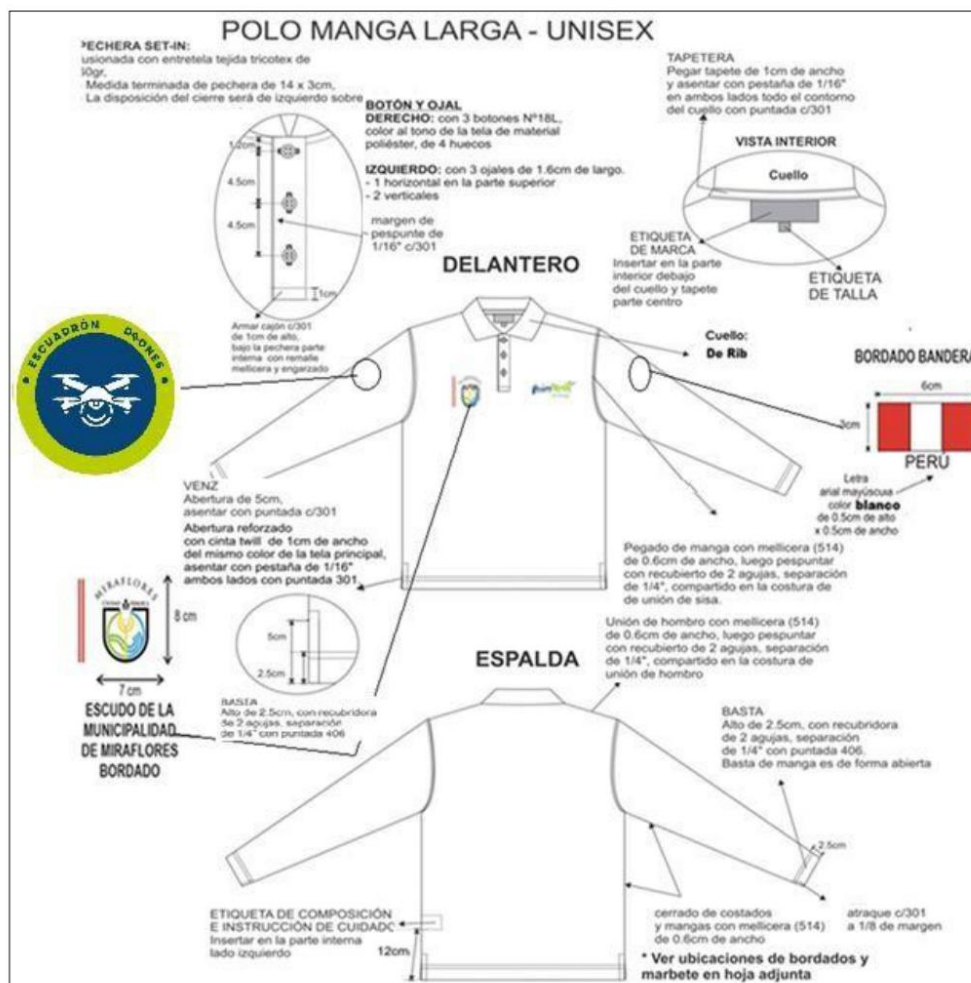 POLO MANGA LARGA - UNISEX
PECHERA SET-IN:
usionada con entretela tejida tricotex de
30gr,
Medida terminada de pechera de 14 x 3cm,
La disposición del cierre será de izquierdo sobre
BOTÓN Y OJAL
DERECHO: con 3 botones Nº18L,
color al tono de la tela de material
poliéster, de 4 huecos
IZQUIERDO: con 3 ojales de 1.6cm de largo.
- 1 horizontal en la parte superior
- 2 verticales
1.2cm
4.5cm
4.5cm
1cm
margen de
pespunte de
1/16" c/301
Armar cajón c/301
de 1cm de alto,
bajo la pechera parte
interna con remalle
mellicera y engarzado
TAPETERA
Pegar tapete de 1cm de ancho
y asentar con pestaña de 1/16"
en ambos lados todo el contorno
del cuello con puntada c/301
VISTA INTERIOR
Cuello
ETIQUETA
DE MARCA
Insertar en la parte
interior debajo
del cuello y tapete
parte centro
ETIQUETA
DE TALLA
DELANTERO
Cuello:
De Rib
ESCUADRÓN DRONES
BORDADO BANDERA
6cm
3cm
PERÚ
Letra
arial mayúscula
color blanco
de 0.5cm de alto
x 0.5cm de ancho
VENZ
Abertura de 5cm,
asentar con puntada c/301
Abertura reforzado
con cinta twill de 1cm de ancho
del mismo color de la tela principal,
asentar con pestaña de 1/16"
ambos lados con puntada 301
Pegado de manga con mellicera (514)
de 0.6cm de ancho, luego pespuntar
con recubierto de 2 agujas, separación
de 1/4", compartido en la costura de
de unión de sisa.
MIRAFLORES
8 cm
7 cm
ESCUDO DE LA
MUNICIPALIDAD
DE MIRAFLORES
BORDADO
5cm
2.5cm
BASTA
Alto de 2.5cm, con recubridora
de 2 agujas, separación
de 1/4" con puntada 406
Unión de hombro con mellicera (514)
de 0.6cm de ancho, luego pespuntar
con recubierto de 2 agujas, separación
de 1/4", compartido en la costura de
unión de hombro
ESPALDA
BASTA
Alto de 2.5cm, con recubridora
de 2 agujas, separación
de 1/4" con puntada 406.
Basta de manga es de forma abierta
2.5cm
ETIQUETA DE COMPOSICIÓN
E INSTRUCCIÓN DE CUIDADO
Insertar en la parte interna
lado izquierdo
12cm
cerrado de costados
y mangas con mellicera (514)
de 0.6cm de ancho
atraque c/301
a 1/8 de margen
* Ver ubicaciones de bordados y
marbete en hoja adjunta